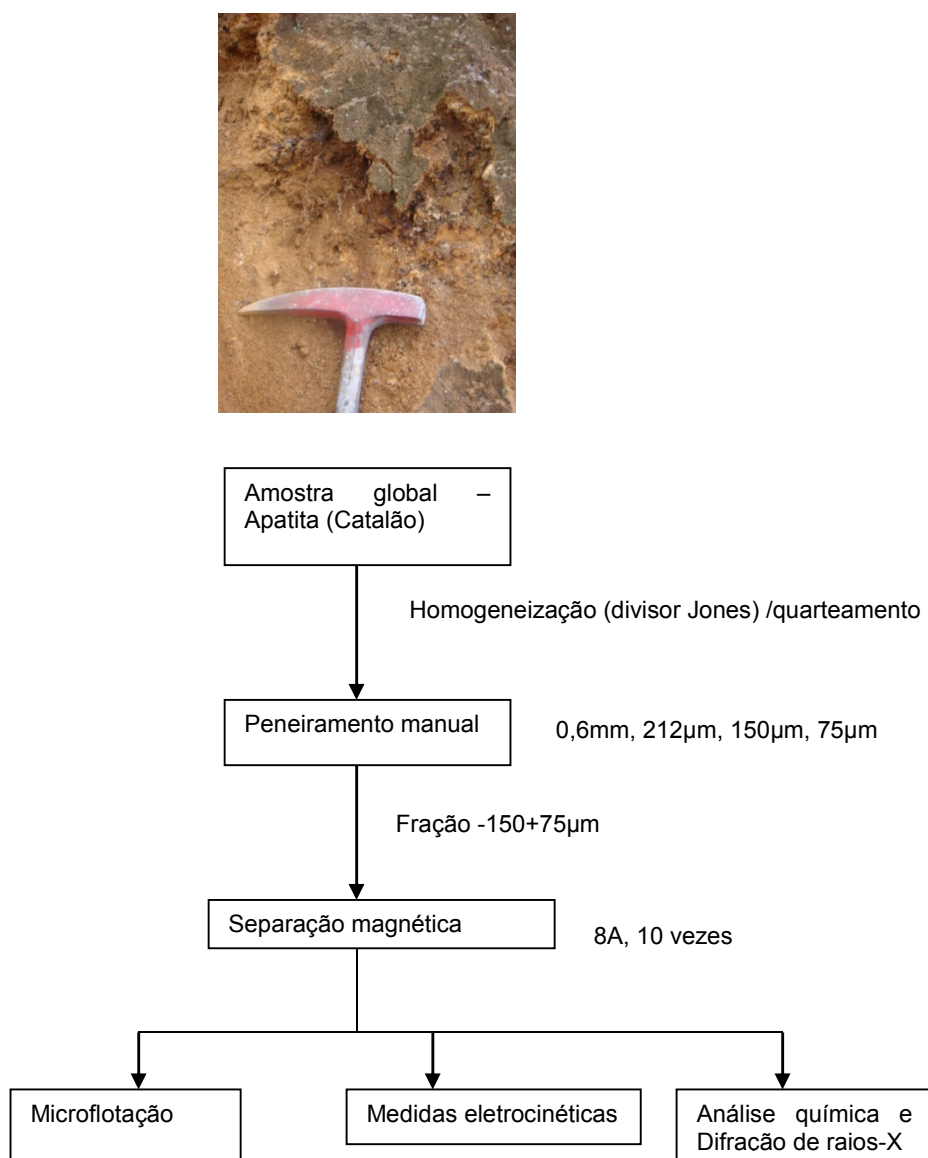 Amostra global –
Apatita (Catalão)
Homogeneização (divisor Jones) /quarteamento
Peneiramento manual
0,6mm, 212µm, 150µm, 75µm
Fração -150+75µm
Separação magnética
8A, 10 vezes
Microflotação
Medidas eletrocinéticas
Análise química e
Difração de raios-X